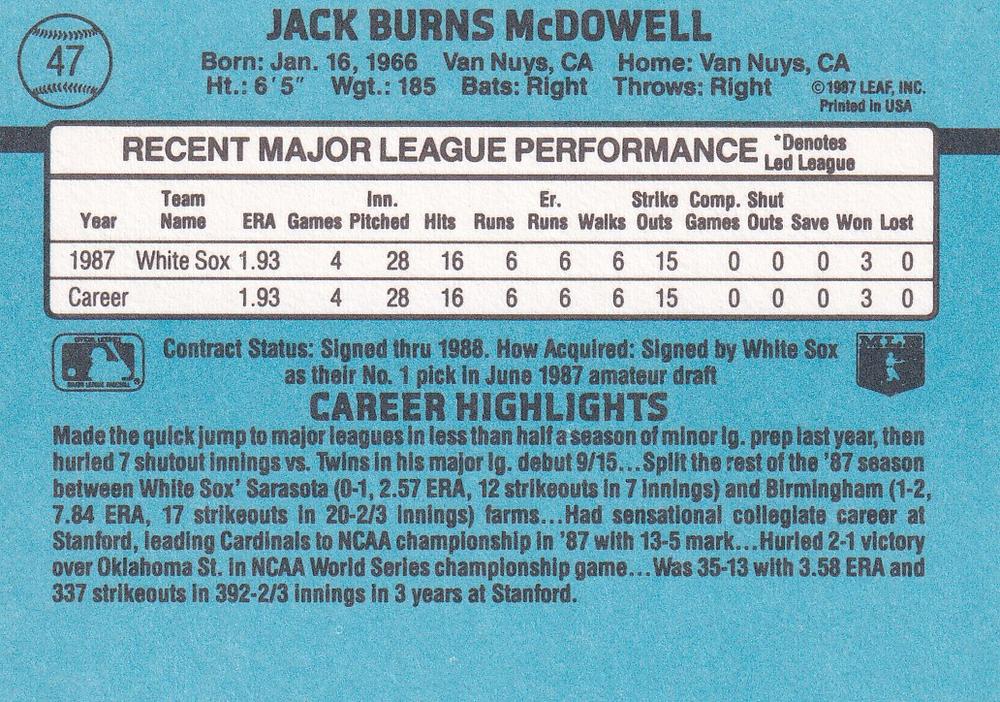 JACK BURNS McDOWELL
47
Born: Jan. 16, 1966 Van Nuys, CA Home: Van Nuys, CA
Ht.: 6′5″ Wgt.: 185 Bats: Right Throws: Right
©1987 LEAF, INC.
Printed in USA
RECENT MAJOR LEAGUE PERFORMANCE *Denotes
Led League
Year Team Name ERA Games Inn. Pitched Hits Runs Er. Runs Walks Strike Outs Comp. Games Shut Outs Save Won Lost
1987 White Sox 1.93 4 28 16 6 6 6 15 0 0 0 3 0
Career 1.93 4 28 16 6 6 6 15 0 0 0 3 0
Contract Status: Signed thru 1988. How Acquired: Signed by White Sox
as their No. 1 pick in June 1987 amateur draft
MLB
CAREER HIGHLIGHTS
Made the quick jump to major leagues in less than half a season of minor lg. prep last year, then
hurled 7 shutout innings vs. Twins in his major lg. debut 9/15...Split the rest of the '87 season
between White Sox' Sarasota (0-1, 2.57 ERA, 12 strikeouts in 7 innings) and Birmingham (1-2,
7.84 ERA, 17 strikeouts in 20-2/3 innings) farms...Had sensational collegiate career at
Stanford, leading Cardinals to NCAA championship in '87 with 13-5 mark...Hurled 2-1 victory
over Oklahoma St. in NCAA World Series championship game...Was 35-13 with 3.58 ERA and
337 strikeouts in 392-2/3 innings in 3 years at Stanford.